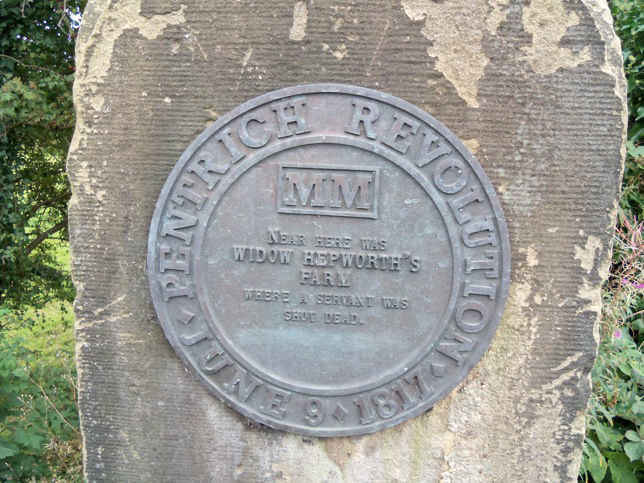 PENTRICH REVOLUTION
MM
NEAR HERE WAS
WIDOW HEPWORTH'S
FARM
WHERE A SERVANT WAS
SHOT DEAD.
JUNE 9 1817